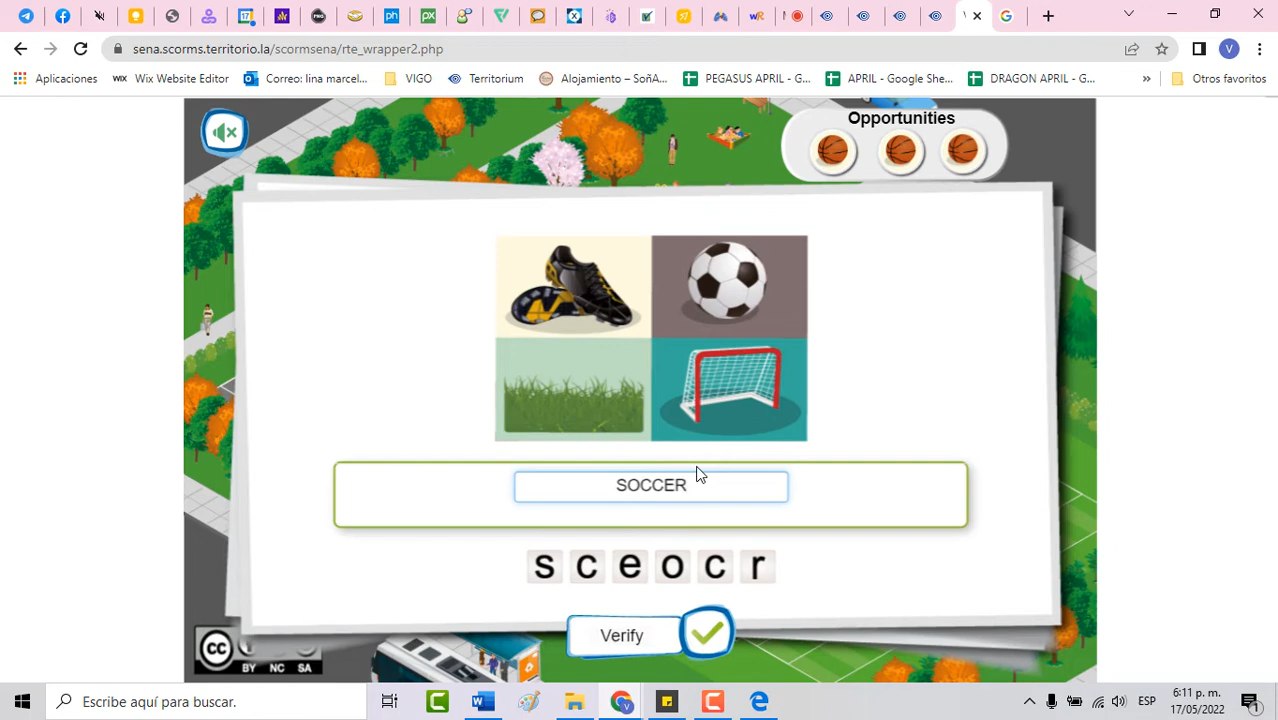 sena.scorms.territorio.la/scormsena/rte_wrapper2.php
V
Aplicaciones
WIX Wix Website Editor
Correo: lina marcel...
VIGO
Territorium
Alojamiento – SoñA...
PEGASUS APRIL - G...
APRIL - Google She...
DRAGON APRIL - G...
»
Otros favoritos
Opportunities
SOCCER
s c e o c r
Verify
CC
BY NC SA
Escribe aquí para buscar.
ESP
6:11 p. m.
17/05/2022